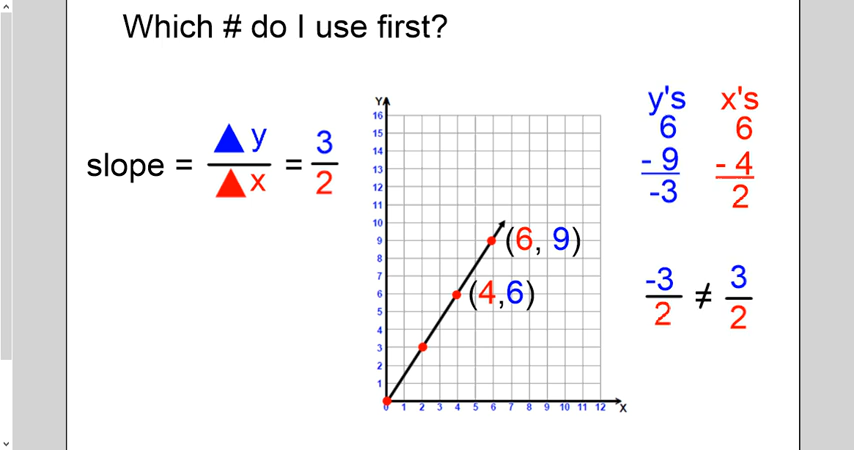 Which # do I use first?
slope = ▲y / ▲x = 3/2
Y
16
15
14
13
12
11
10
9
8
7
6
5
4
3
2
1
0 1 2 3 4 5 6 7 8 9 10 11 12 X
(6, 9)
(4,6)
y's x's
6 6
- 9 - 4
-3 2
-3/2 ≠ 3/2